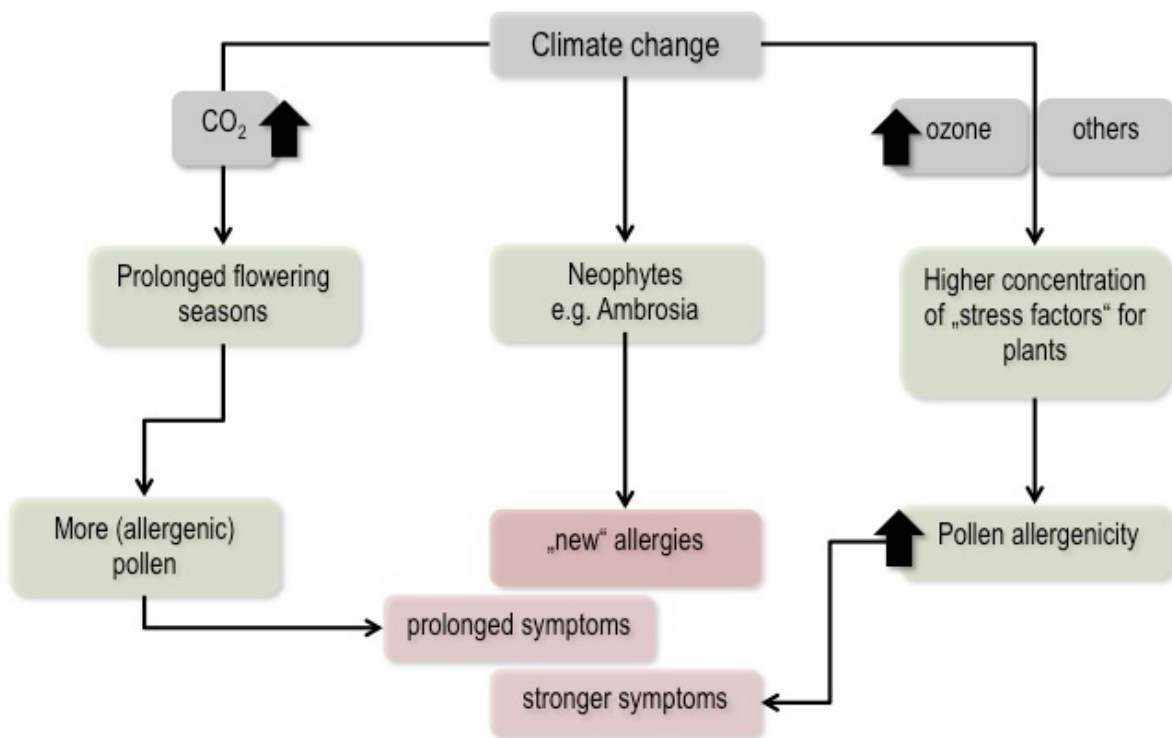 Climate change
CO₂
ozone
others
Prolonged flowering
seasons
Neophytes
e.g. Ambrosia
Higher concentration
of „stress factors“ for
plants
More (allergenic)
pollen
„new“ allergies
Pollen allergenicity
prolonged symptoms
stronger symptoms